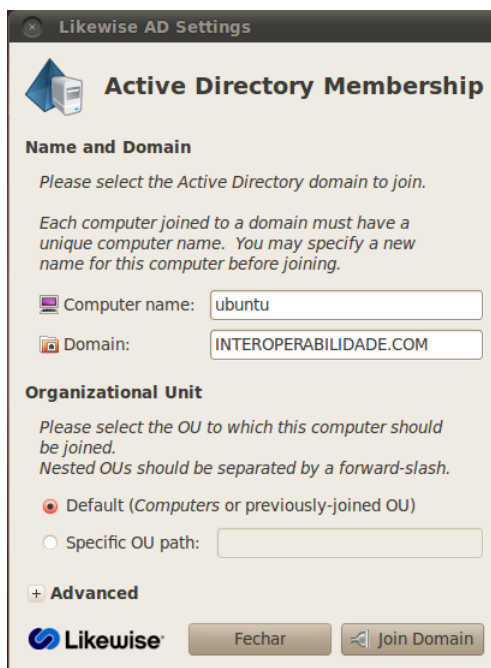 Likewise AD Settings
Active Directory Membership
Name and Domain
Please select the Active Directory domain to join.
Each computer joined to a domain must have a
unique computer name. You may specify a new
name for this computer before joining.
Computer name: ubuntu
Domain: INTEROPERABILIDADE.COM
Organizational Unit
Please select the OU to which this computer should
be joined.
Nested OUs should be separated by a forward-slash.
Default (Computers or previously-joined OU)
Specific OU path:
+ Advanced
Likewise Fechar Join Domain